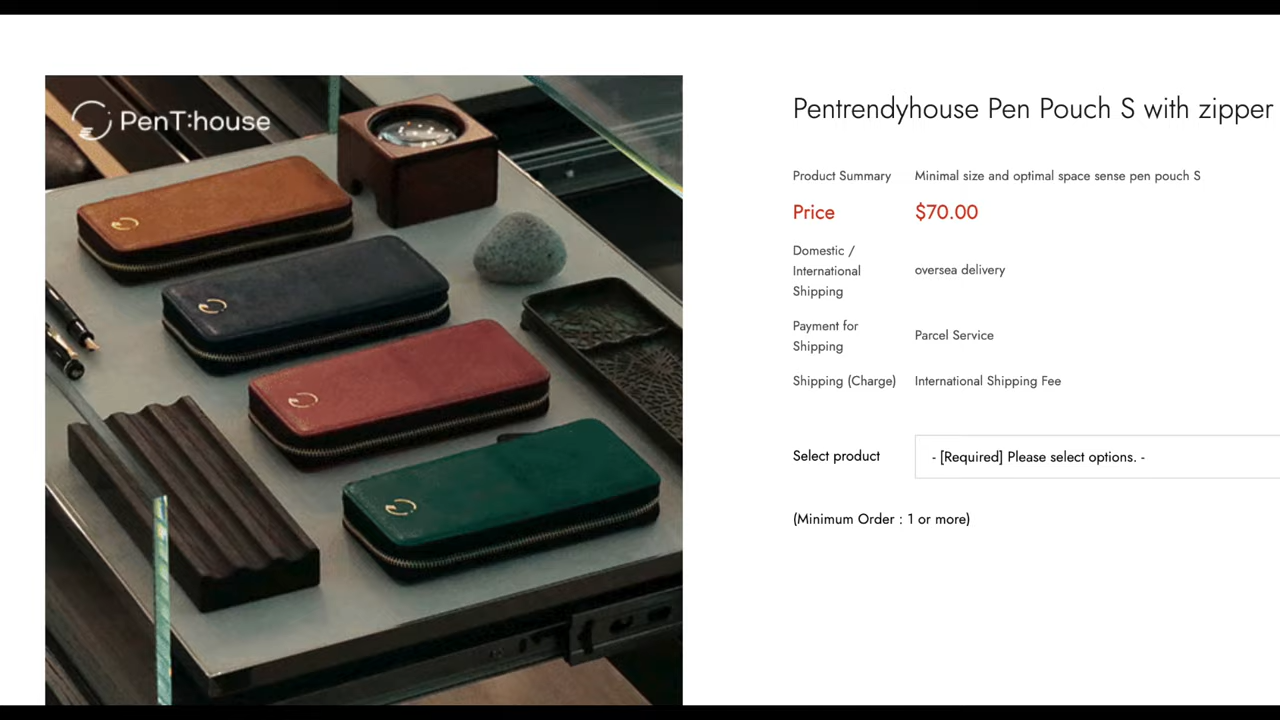 PenT:house
Pentrendyhouse Pen Pouch S with zipper
Product Summary Minimal size and optimal space sense pen pouch S
Price $70.00
Domestic /
International
Shipping
oversea delivery
Payment for
Shipping
Parcel Service
Shipping (Charge) International Shipping Fee
Select product - [Required] Please select options. -
(Minimum Order : 1 or more)